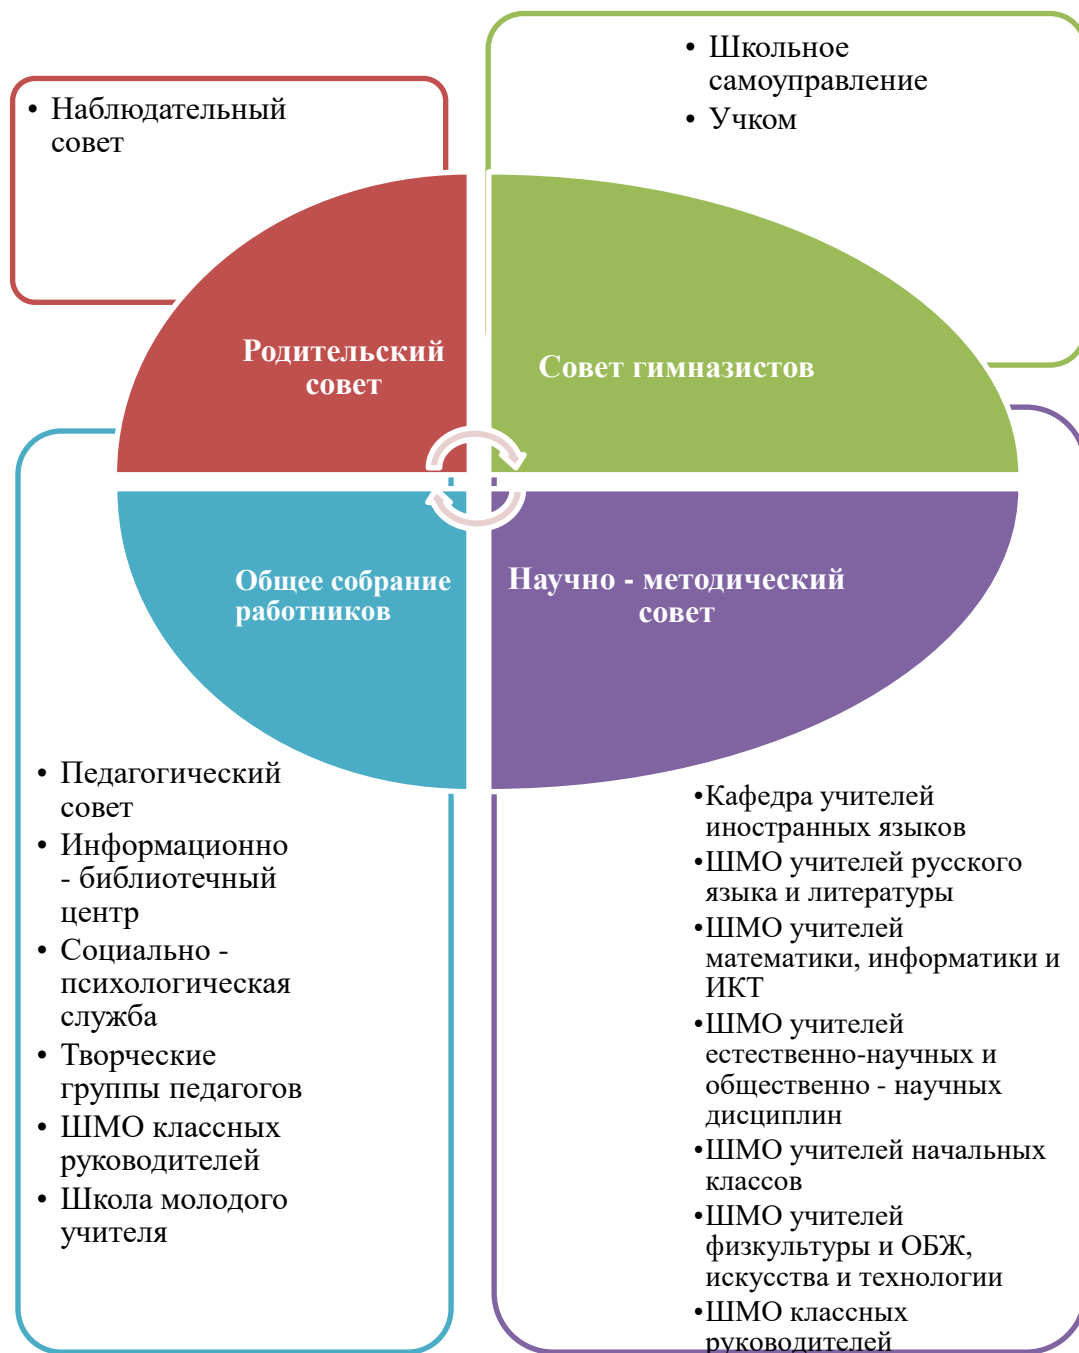 • Наблюдательный
совет
• Школьное
самоуправление
• Учком
Родительский
совет
Совет гимназистов
Общее собрание
работников
Научно - методический
совет
• Педагогический
совет
• Информационно
- библиотечный
центр
• Социально -
психологическая
служба
• Творческие
группы педагогов
• ШМО классных
руководителей
• Школа молодого
учителя
•Кафедра учителей
иностранных языков
•ШМО учителей русского
языка и литературы
•ШМО учителей
математики, информатики и
ИКТ
•ШМО учителей
естественно-научных и
общественно - научных
дисциплин
•ШМО учителей начальных
классов
•ШМО учителей
физкультуры и ОБЖ,
искусства и технологии
•ШМО классных
руководителей